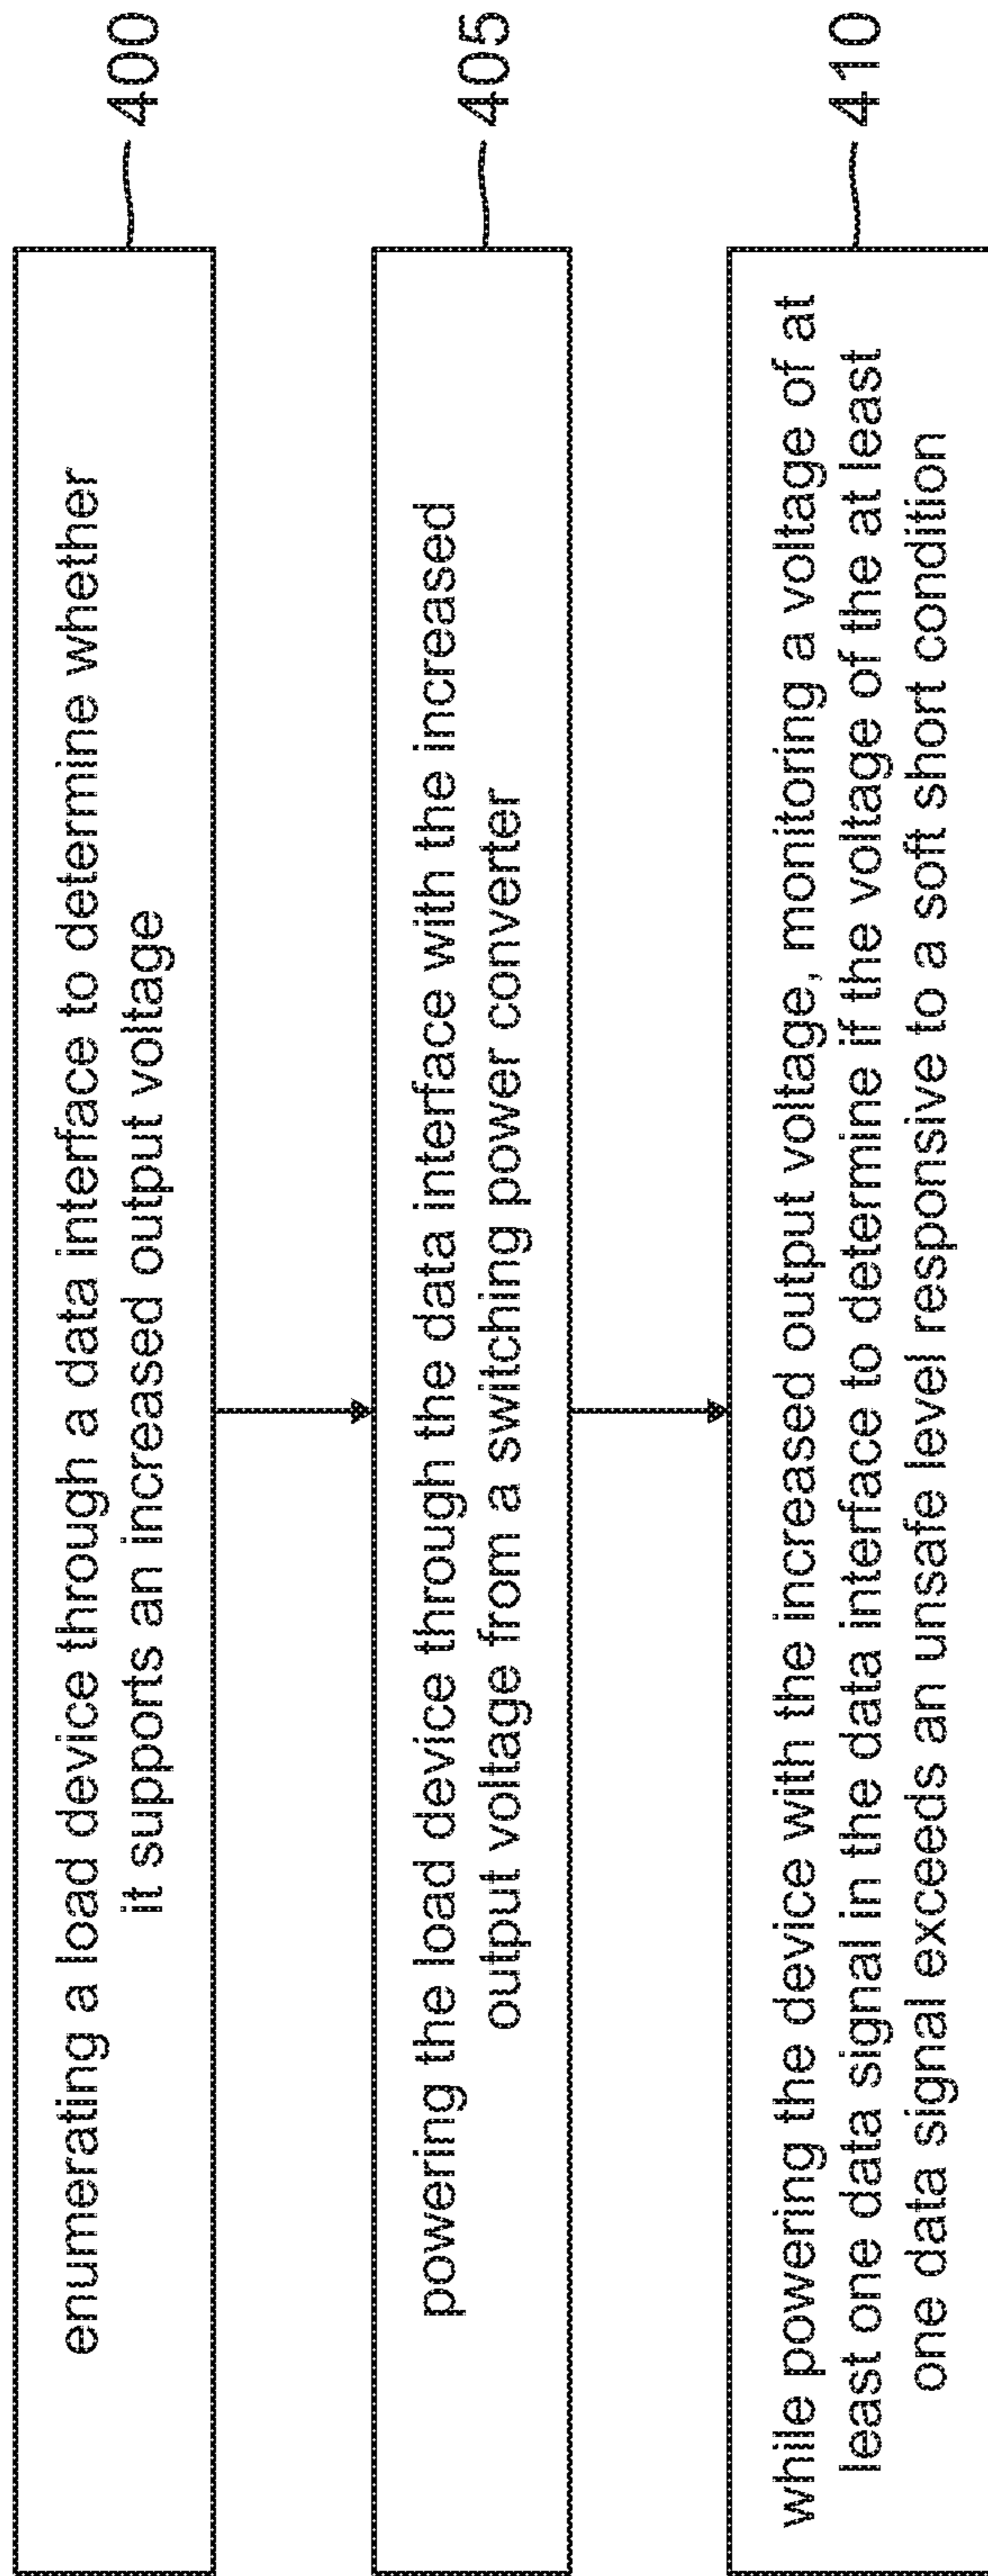 enumerating a load device through a data interface to determine whether
it supports an increased output voltage
400
powering the load device through the data interface with the increased
output voltage from a switching power converter
405
while powering the device with the increased output voltage, monitoring a voltage of at
least one data signal in the data interface to determine if the voltage of the at least
one data signal exceeds an unsafe level responsive to a soft short condition
410